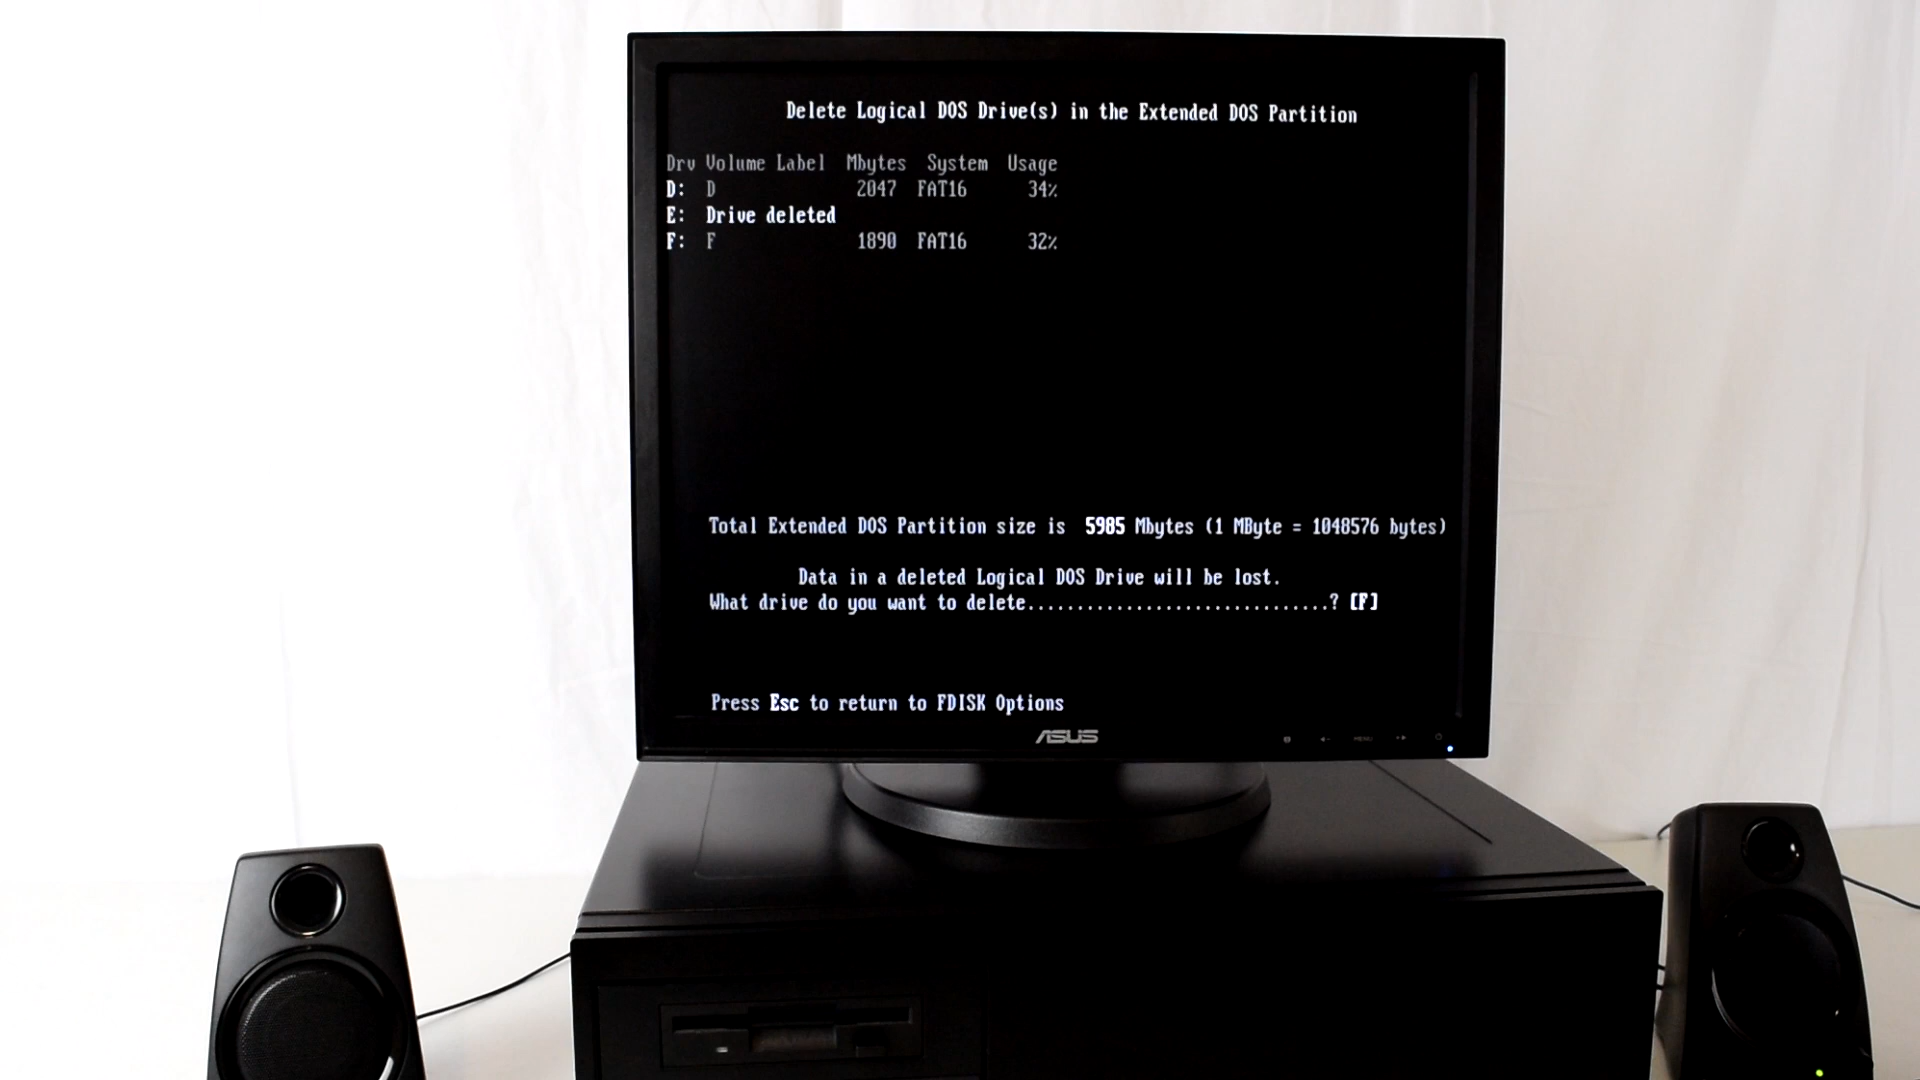 Delete Logical DOS Drive(s) in the Extended DOS Partition
Drv Volume Label Mbytes System Usage
D: D 2047 FAT16 34%
E: Drive deleted
F: F 1890 FAT16 32%
Total Extended DOS Partition size is 5985 Mbytes (1 MByte = 1048576 bytes)
Data in a deleted Logical DOS Drive will be lost.
What drive do you want to delete...............................? [F]
Press Esc to return to FDISK Options
ASUS
MENU